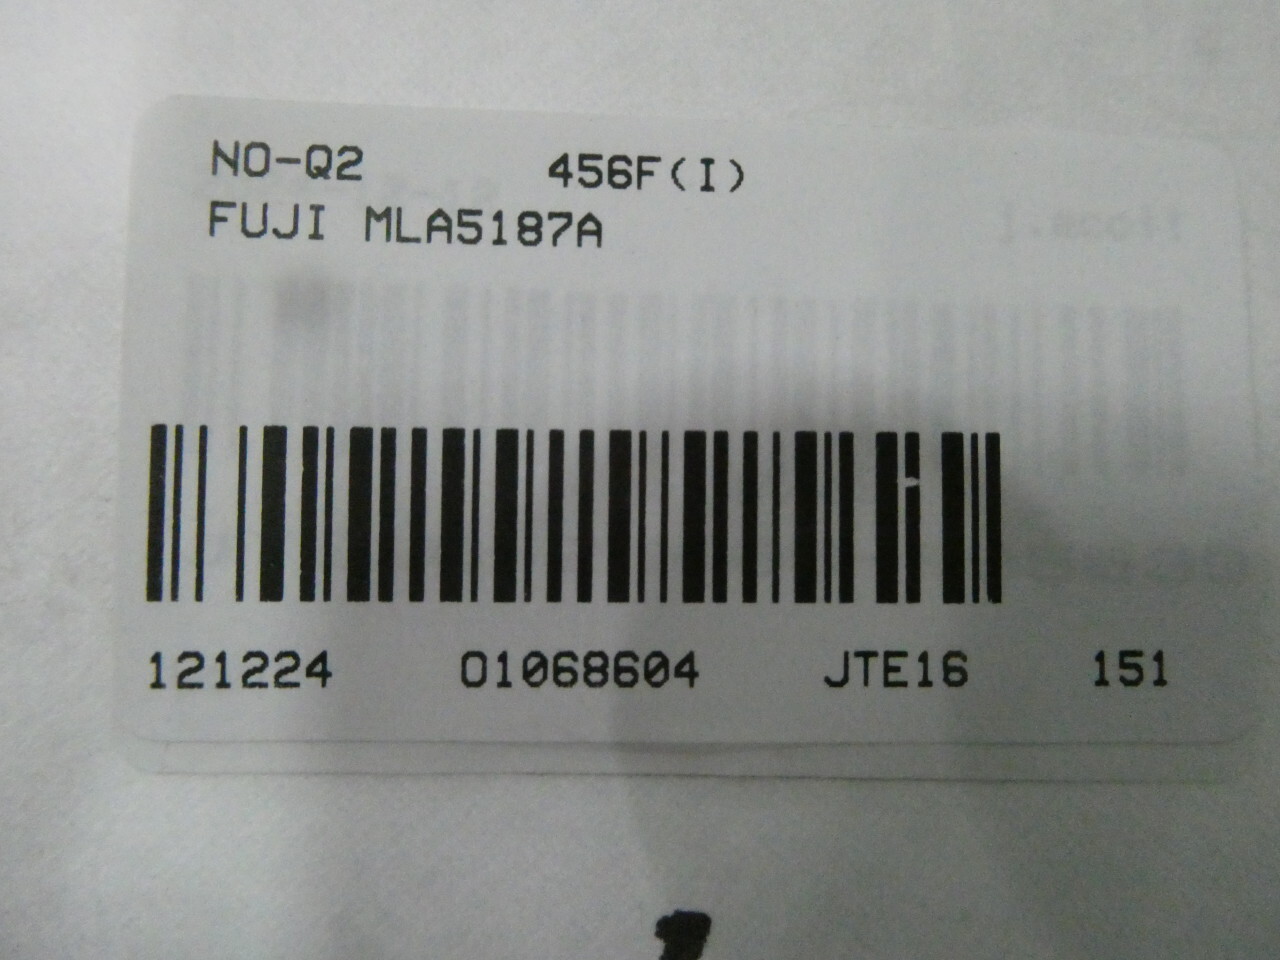 NO-Q2 456F(I)
FUJI MLA5187A
121224 01068604 JTE16 151